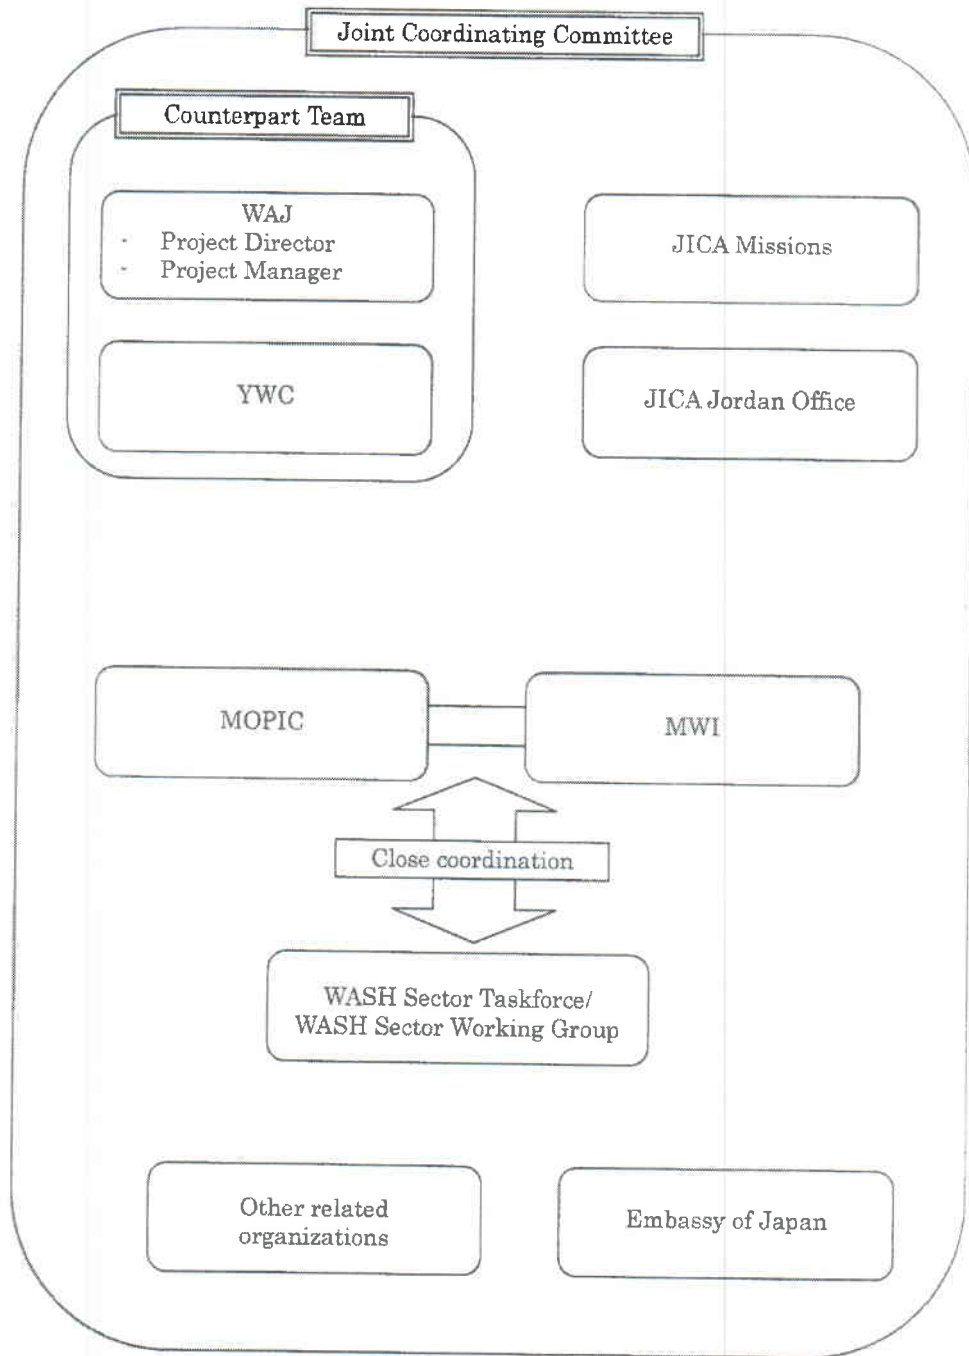 Joint Coordinating Committee
Counterpart Team
WAJ
- Project Director
- Project Manager
JICA Missions
YWC
JICA Jordan Office
MOPIC
MWI
Close coordination
WASH Sector Taskforce/
WASH Sector Working Group
Other related
organizations
Embassy of Japan